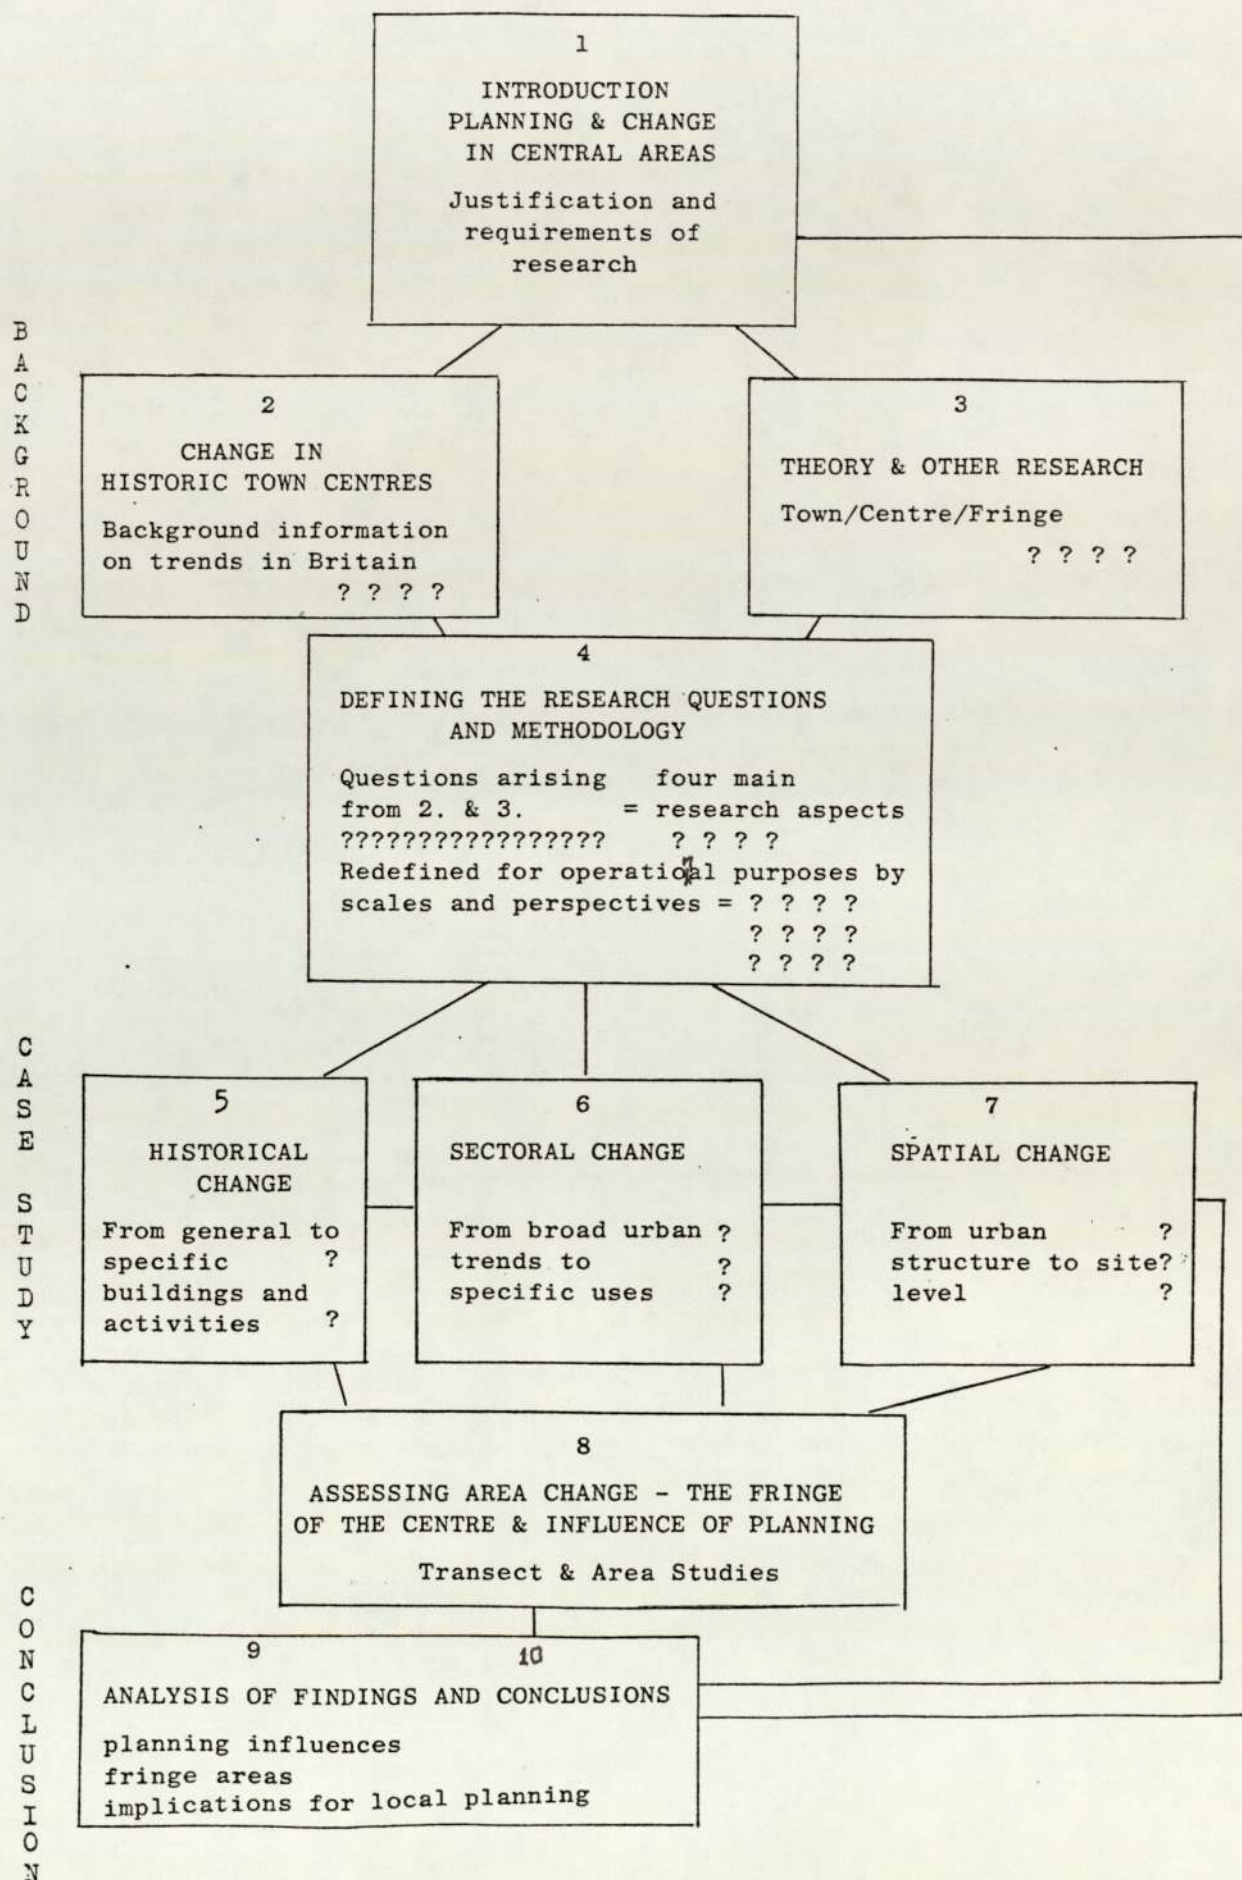 1
INTRODUCTION
PLANNING & CHANGE
IN CENTRAL AREAS
Justification and
requirements of
research
BACKGROUND
2
CHANGE IN
HISTORIC TOWN CENTRES
Background information
on trends in Britain
? ? ? ?
3
THEORY & OTHER RESEARCH
Town/Centre/Fringe
? ? ? ?
4
DEFINING THE RESEARCH QUESTIONS
AND METHODOLOGY
Questions arising four main
from 2. & 3. = research aspects
????????????????? ? ? ? ?
Redefined for operational purposes by
scales and perspectives = ? ? ? ?
? ? ? ?
? ? ? ?
CASE STUDY
5
HISTORICAL
CHANGE
From general to
specific ?
buildings and
activities ?
6
SECTORAL CHANGE
From broad urban ?
trends to ?
specific uses ?
7
SPATIAL CHANGE
From urban ?
structure to site?
level ?
8
ASSESSING AREA CHANGE - THE FRINGE
OF THE CENTRE & INFLUENCE OF PLANNING
Transect & Area Studies
CONCLUSION
9 10
ANALYSIS OF FINDINGS AND CONCLUSIONS
planning influences
fringe areas
implications for local planning